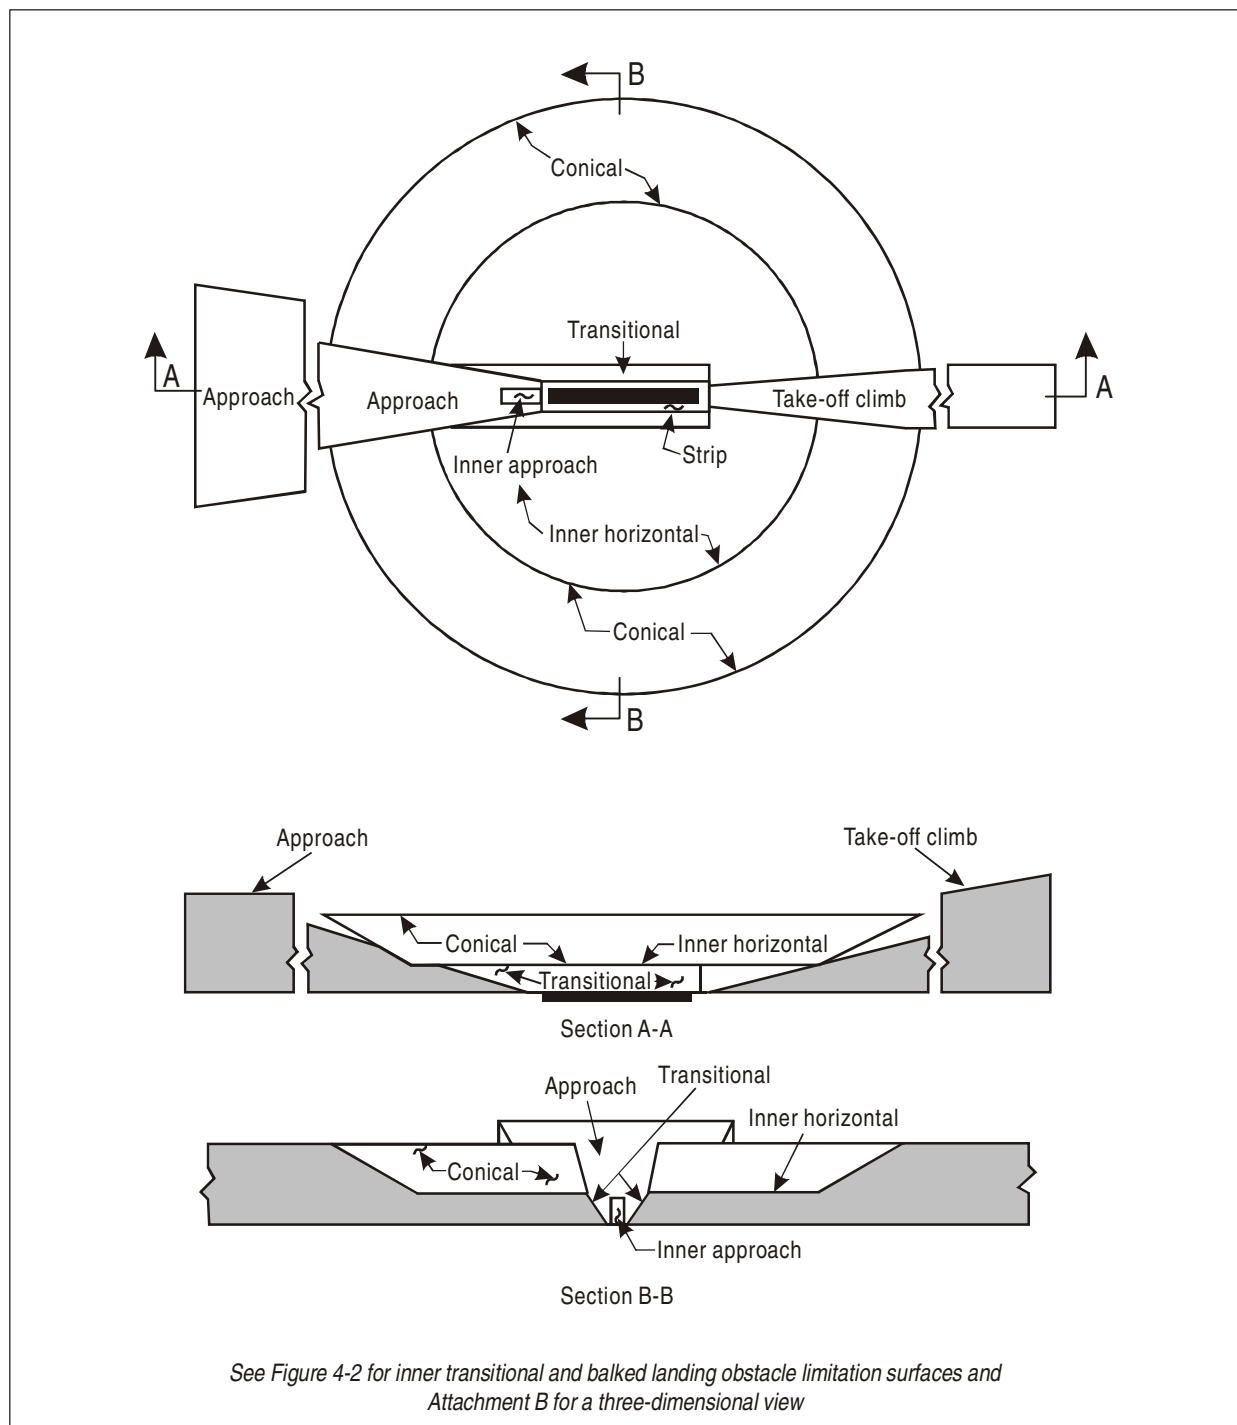 B
Conical
Transitional
A
Approach
Approach
Take-off climb
A
Inner approach
Strip
Inner horizontal
Conical
B
Approach
Take-off climb
Conical
Inner horizontal
Transitional
Section A-A
Transitional
Approach
Inner horizontal
Conical
Inner approach
Section B-B
See Figure 4-2 for inner transitional and balked landing obstacle limitation surfaces and
Attachment B for a three-dimensional view